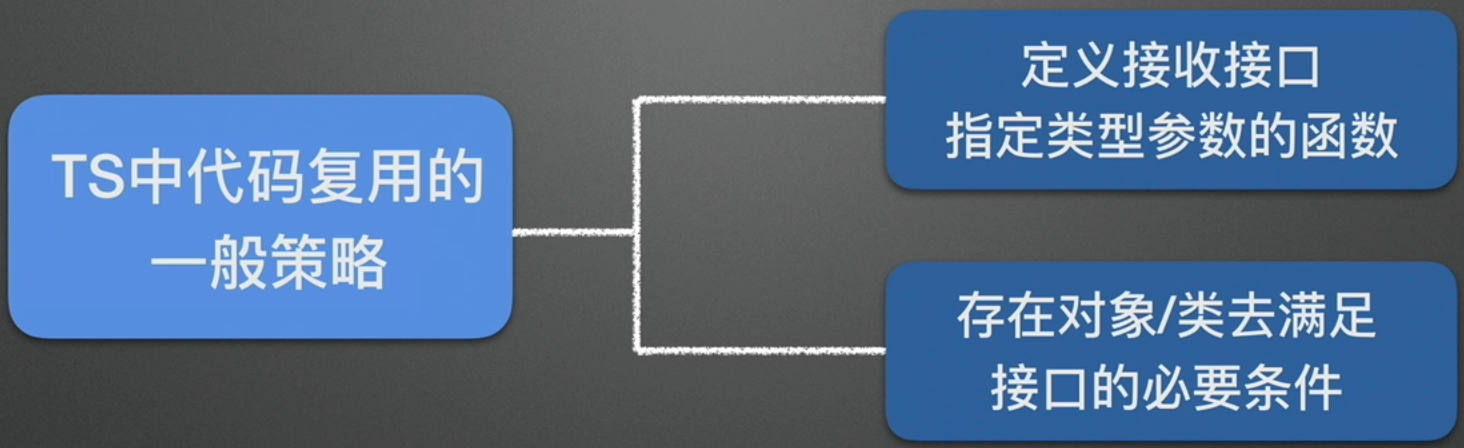 TS中代码复用的
一般策略
定义接收接口
指定类型参数的函数
存在对象/类去满足
接口的必要条件